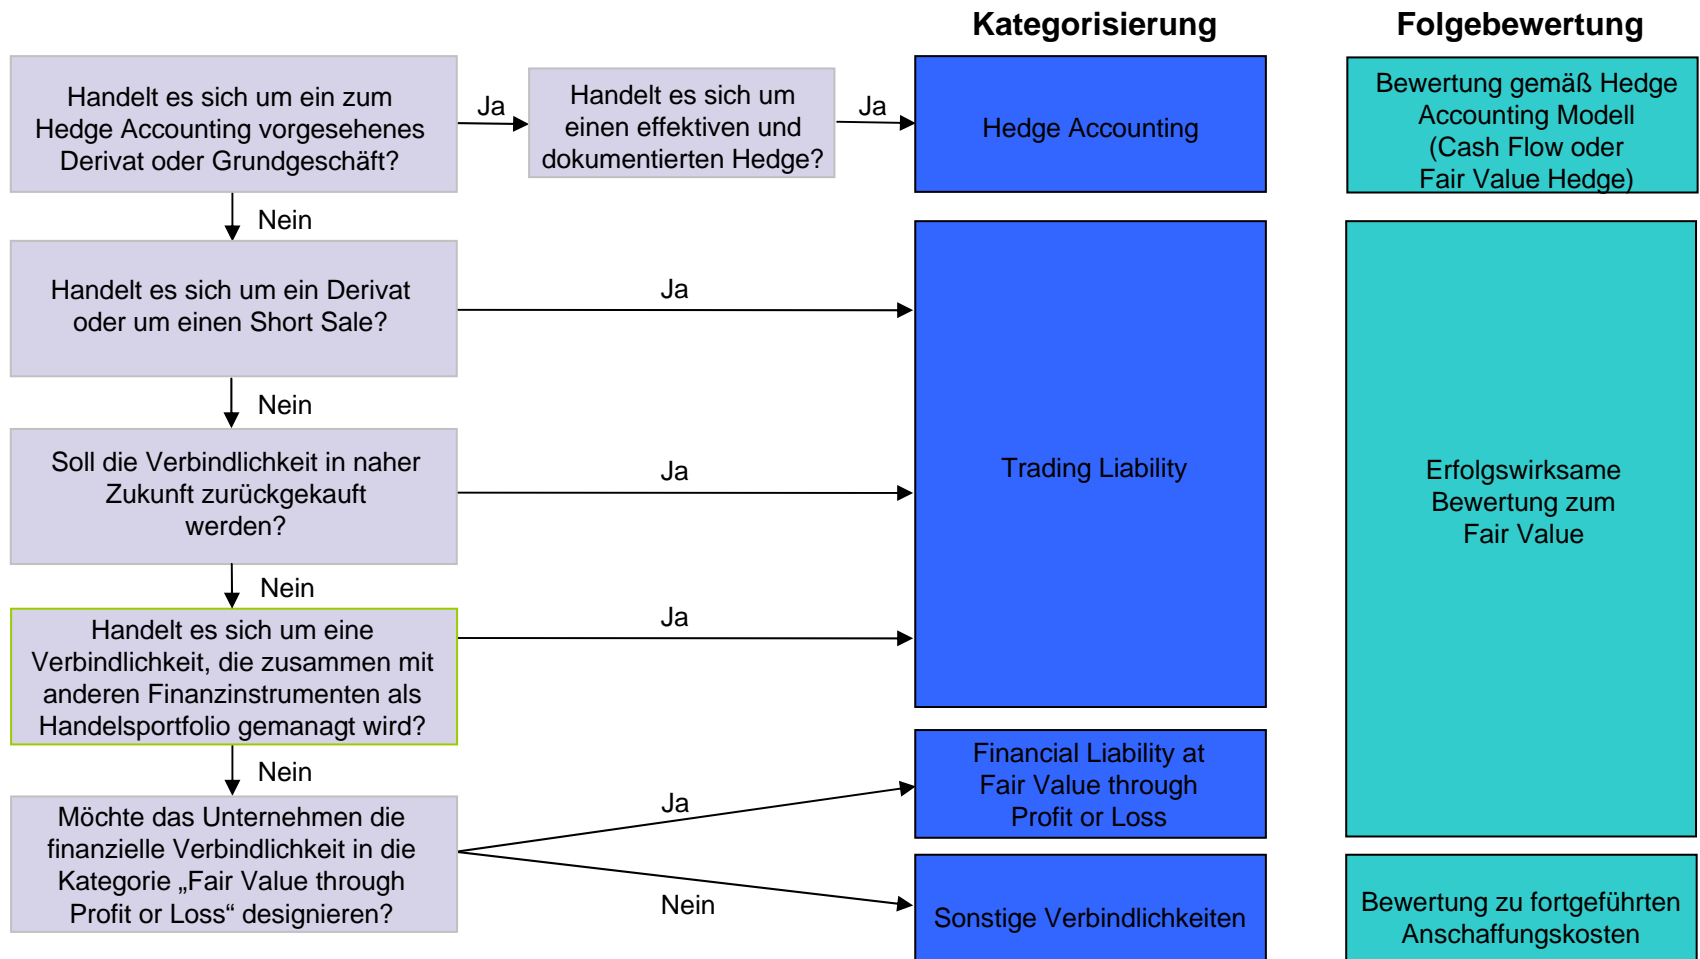 Kategorisierung
Folgebewertung
Handelt es sich um ein zum
Hedge Accounting vorgesehenes
Derivat oder Grundgeschäft?
Ja
Handelt es sich um
einen effektiven und
dokumentierten Hedge?
Ja
Hedge Accounting
Bewertung gemäß Hedge
Accounting Modell
(Cash Flow oder
Fair Value Hedge)
Nein
Handelt es sich um ein Derivat
oder um einen Short Sale?
Ja
Nein
Soll die Verbindlichkeit in naher
Zukunft zurückgekauft
werden?
Ja
Trading Liability
Erfolgswirksame
Bewertung zum
Fair Value
Nein
Handelt es sich um eine
Verbindlichkeit, die zusammen mit
anderen Finanzinstrumenten als
Handelsportfolio gemanagt wird?
Ja
Nein
Möchte das Unternehmen die
finanzielle Verbindlichkeit in die
Kategorie „Fair Value through
Profit or Loss“ designieren?
Ja
Financial Liability at
Fair Value through
Profit or Loss
Nein
Sonstige Verbindlichkeiten
Bewertung zu fortgeführten
Anschaffungskosten